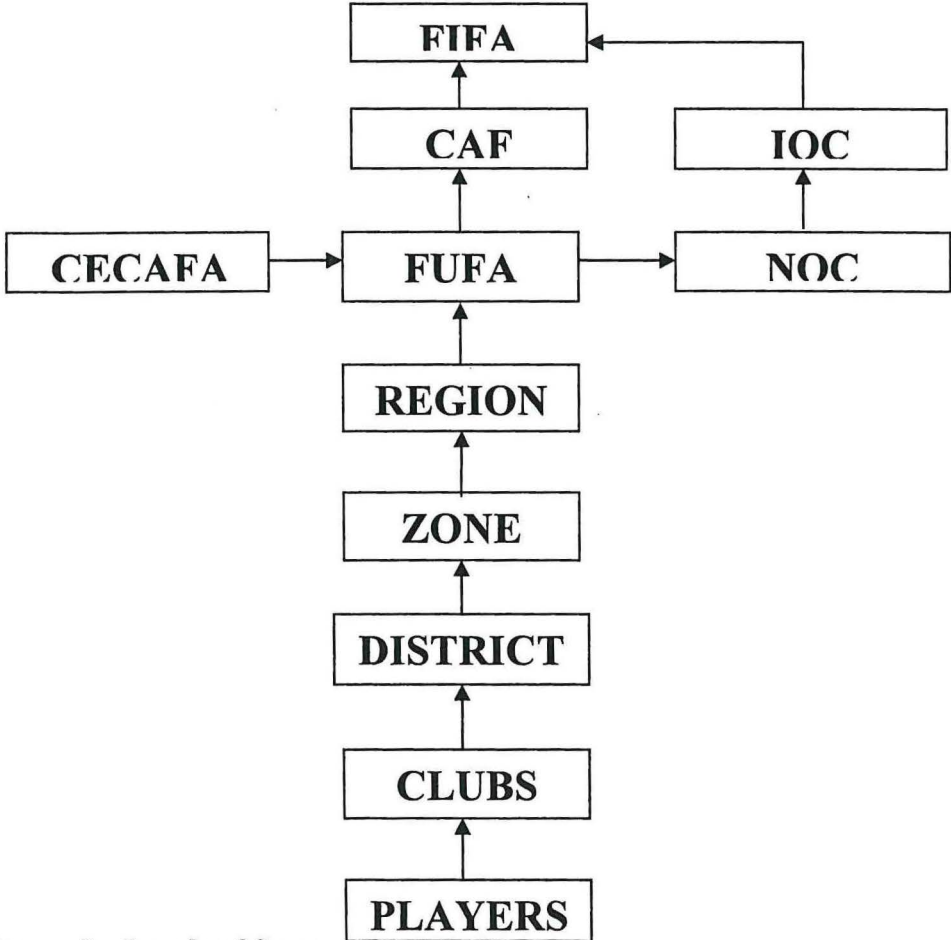 FIFA
CAF
IOC
CECAFA
FUFA
NOC
REGION
ZONE
DISTRICT
CLUBS
PLAYERS